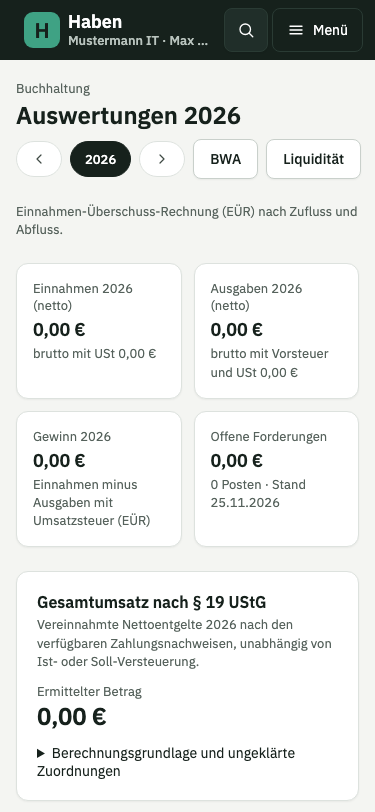 H
Haben
Mustermann IT · Max ...
Menü
Buchhaltung
Auswertungen 2026
2026
BWA
Liquidität
Einnahmen-Überschuss-Rechnung (EÜR) nach Zufluss und
Abfluss.
Einnahmen 2026
(netto)
0,00 €
brutto mit USt 0,00 €
Ausgaben 2026
(netto)
0,00 €
brutto mit Vorsteuer
und USt 0,00 €
Gewinn 2026
0,00 €
Einnahmen minus
Ausgaben mit
Umsatzsteuer (EÜR)
Offene Forderungen
0,00 €
0 Posten · Stand
25.11.2026
Gesamtumsatz nach § 19 UStG
Vereinnahmte Nettoentgelte 2026 nach den
verfügbaren Zahlungsnachweisen, unabhängig von
Ist- oder Soll-Versteuerung.
Ermittelter Betrag
0,00 €
Berechnungsgrundlage und ungeklärte
Zuordnungen